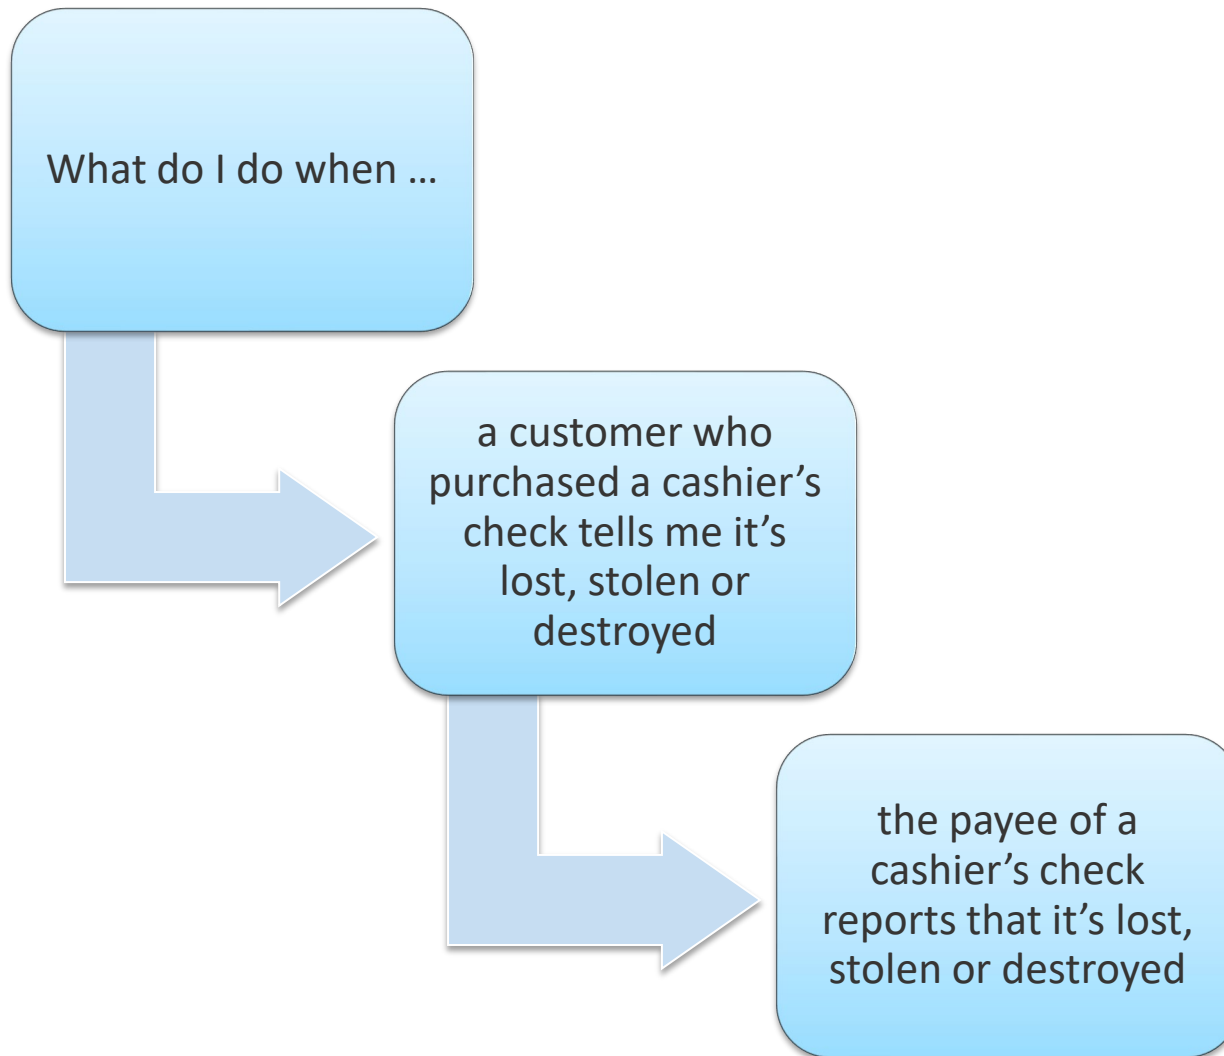 What do I do when …
a customer who
purchased a cashier’s
check tells me it’s
lost, stolen or
destroyed
the payee of a
cashier’s check
reports that it’s lost,
stolen or destroyed